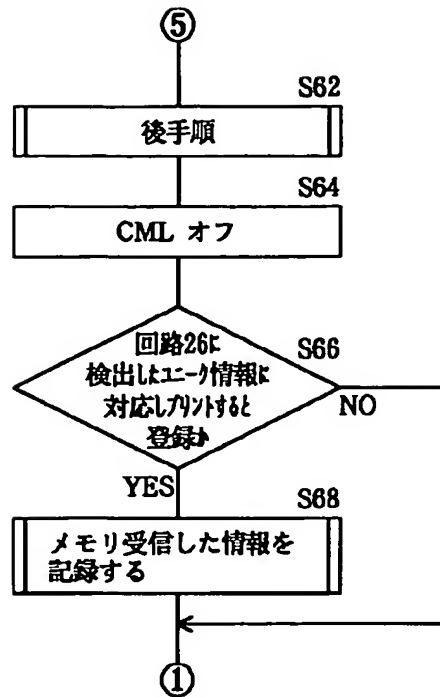 ⑤
S62
後手順
S64
CML オフ
S66
回路26に
検出したユニーク情報に
対応しプリントすると
登録か
NO
YES
S68
メモリ受信した情報を
記録する
①